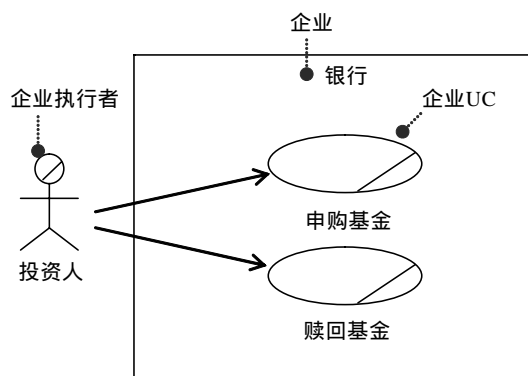 企业
银行
企业执行者
企业UC
申购基金
投资人
赎回基金